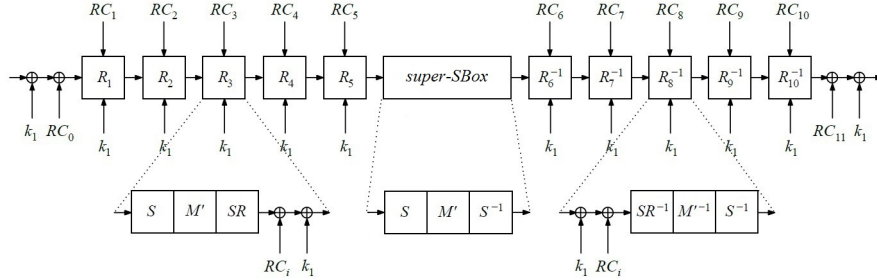 RC₁ RC₂ RC₃ RC₄ RC₅ RC₆ RC₇ RC₈ RC₉ RC₁₀
R₁ R₂ R₃ R₄ R₅ super-SBox R₆⁻¹ R₇⁻¹ R₈⁻¹ R₉⁻¹ R₁₀⁻¹
k₁ RC₀ k₁ k₁ k₁ k₁ k₁ k₁ k₁ k₁ k₁ k₁ RC₁₁ k₁
S M' SR S M' S⁻¹ SR⁻¹ M'⁻¹ S⁻¹
RCᵢ k₁ k₁ RCᵢ